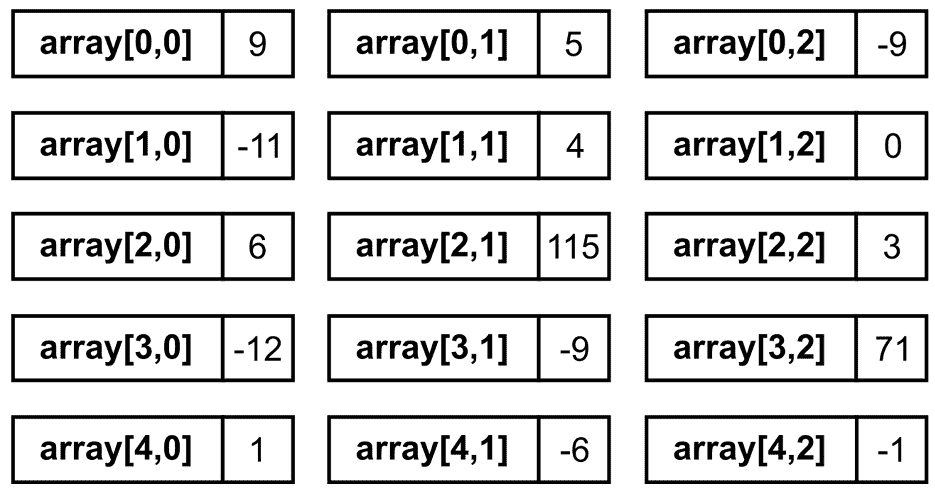 array[0,0] 9 array[0,1] 5 array[0,2] -9
array[1,0] -11 array[1,1] 4 array[1,2] 0
array[2,0] 6 array[2,1] 115 array[2,2] 3
array[3,0] -12 array[3,1] -9 array[3,2] 71
array[4,0] 1 array[4,1] -6 array[4,2] -1